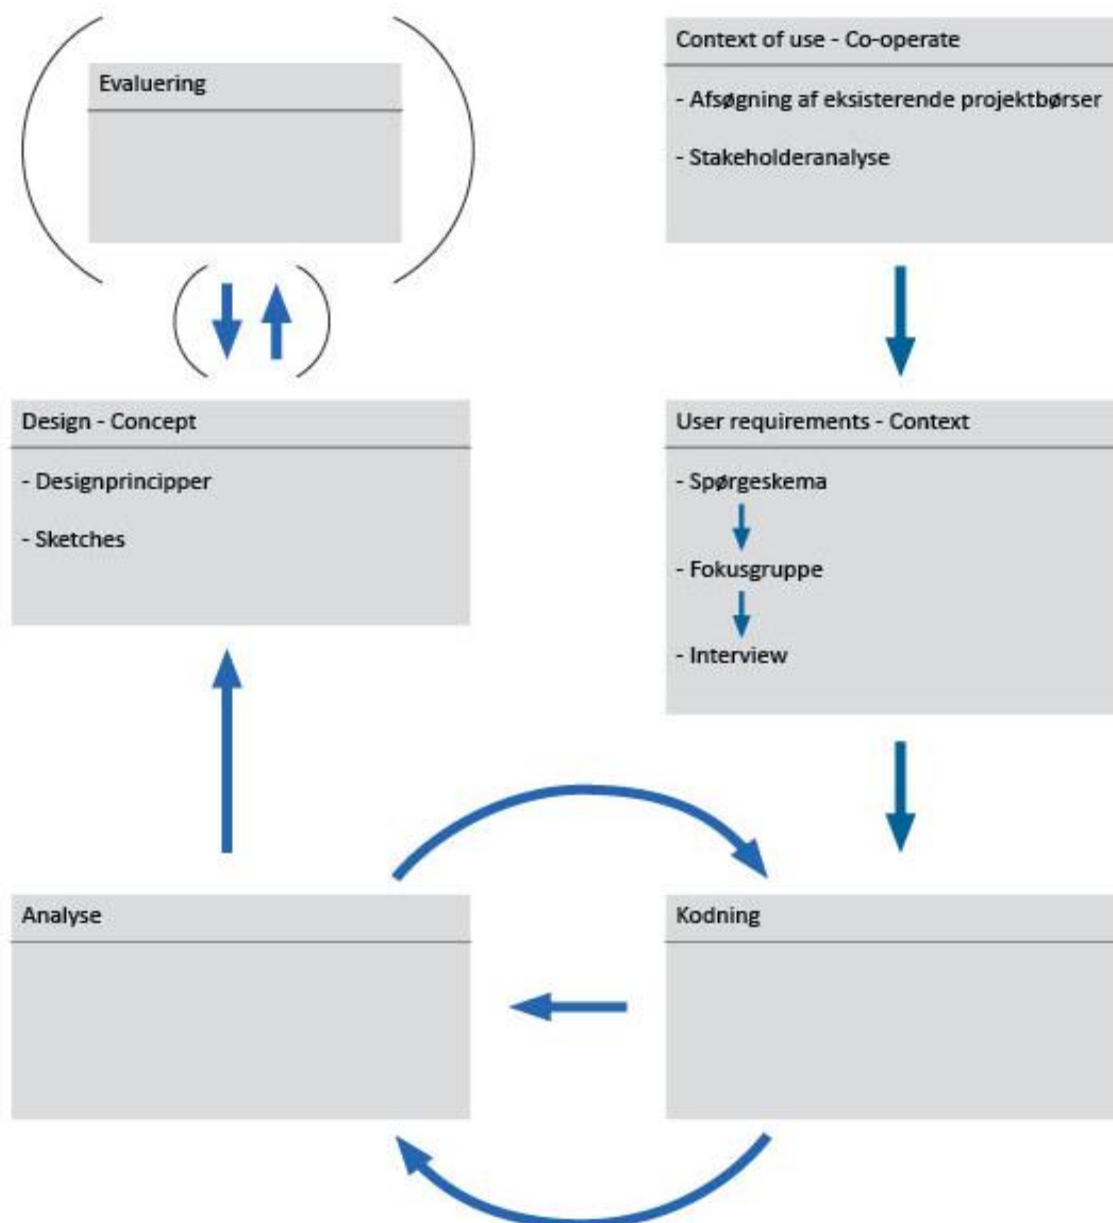 Evaluering
Context of use - Co-operate
- Afsøgning af eksisterende projektbørser
- Stakeholderanalyse
Design - Concept
- Designprincipper
- Sketches
User requirements - Context
- Spørgeskema
- Fokusgruppe
- Interview
Analyse
Kodning